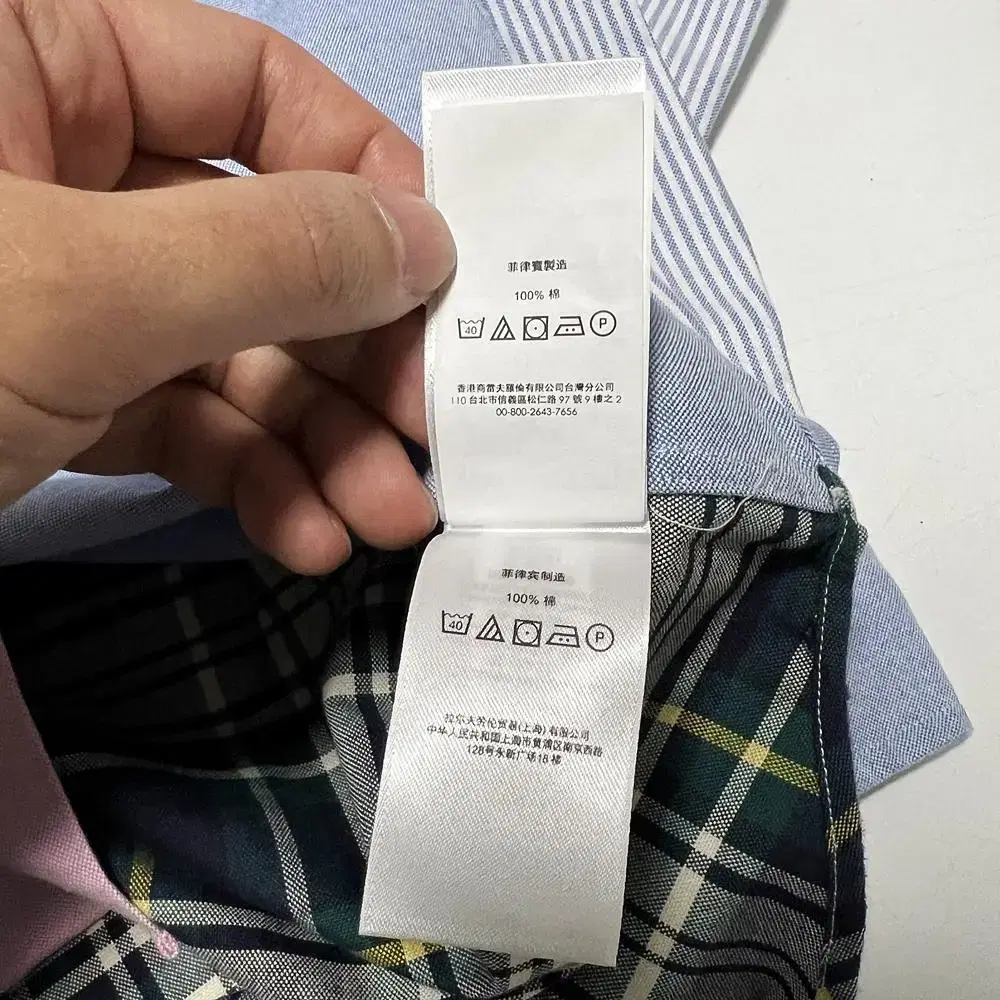 菲律賓製造
100% 棉
40 P
香港商雷夫羅倫有限公司台灣分公司
110 台北市信義區松仁路 97 號 9 樓之 2
00-800-2643-7656
菲律宾制造
100% 棉
40 P
拉尔夫劳伦贸易(上海)有限公司
中华人民共和国上海市黄浦区南京西路
128号永新广场18楼